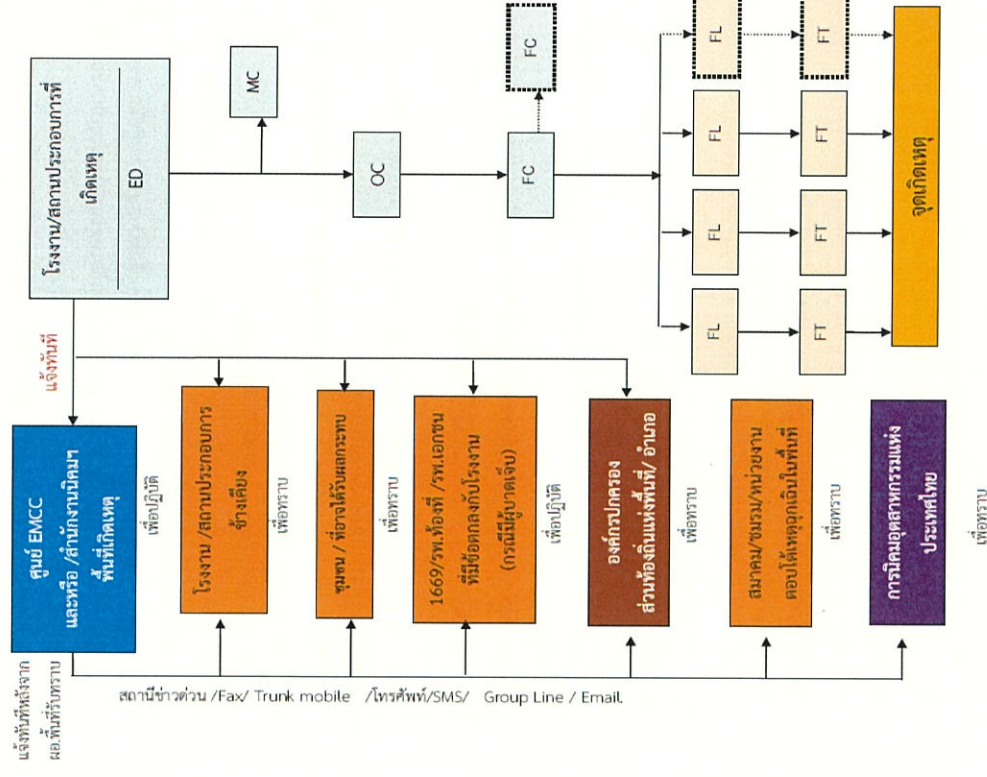 โรงงาน/สถานประกอบการที่
เกิดเหตุ
ED
MC
OC
FC
FC
FL
FL
FL
FL
FT
FT
FT
FT
จุดเกิดเหตุ
แจ้งทันที
ศูนย์ EMCC
และหรือ /สำนักงานนิคมฯ
พื้นที่เกิดเหตุ
เพื่อปฏิบัติ
โรงงาน /สถานประกอบการ
ข้างเคียง
เพื่อทราบ
ชุมชน / ที่อาจได้รับผลกระทบ
เพื่อทราบ
1669/รพ.ท้องที่ /รพ.เอกชน
ที่มีข้อตกลงกับโรงงาน
(กรณีมีผู้บาดเจ็บ)
เพื่อปฏิบัติ
องค์กรปกครอง
ส่วนท้องถิ่นแห่งพื้นที่/ อำเภอ
เพื่อทราบ
สมาคม/ชมรม/หน่วยงาน
ตอบโต้เหตุฉุกเฉินในพื้นที่
เพื่อทราบ
การนิคมอุตสาหกรรมแห่ง
ประเทศไทย
เพื่อทราบ
แจ้งทันทีหลังจาก
ผอ.พื้นที่รับทราบ
สถานีข่าวด่วน /Fax/ Trunk mobile /โทรศัพท์/SMS/ Group Line / Email.